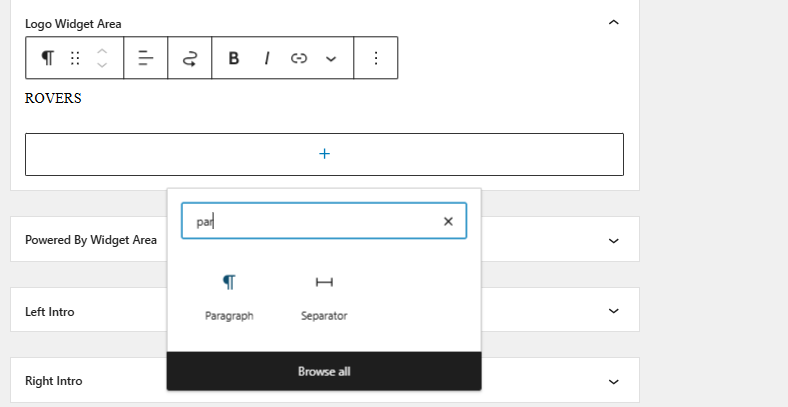 Logo Widget Area
B I
ROVERS
par
Powered By Widget Area
Paragraph Separator
Left Intro
Browse all
Right Intro